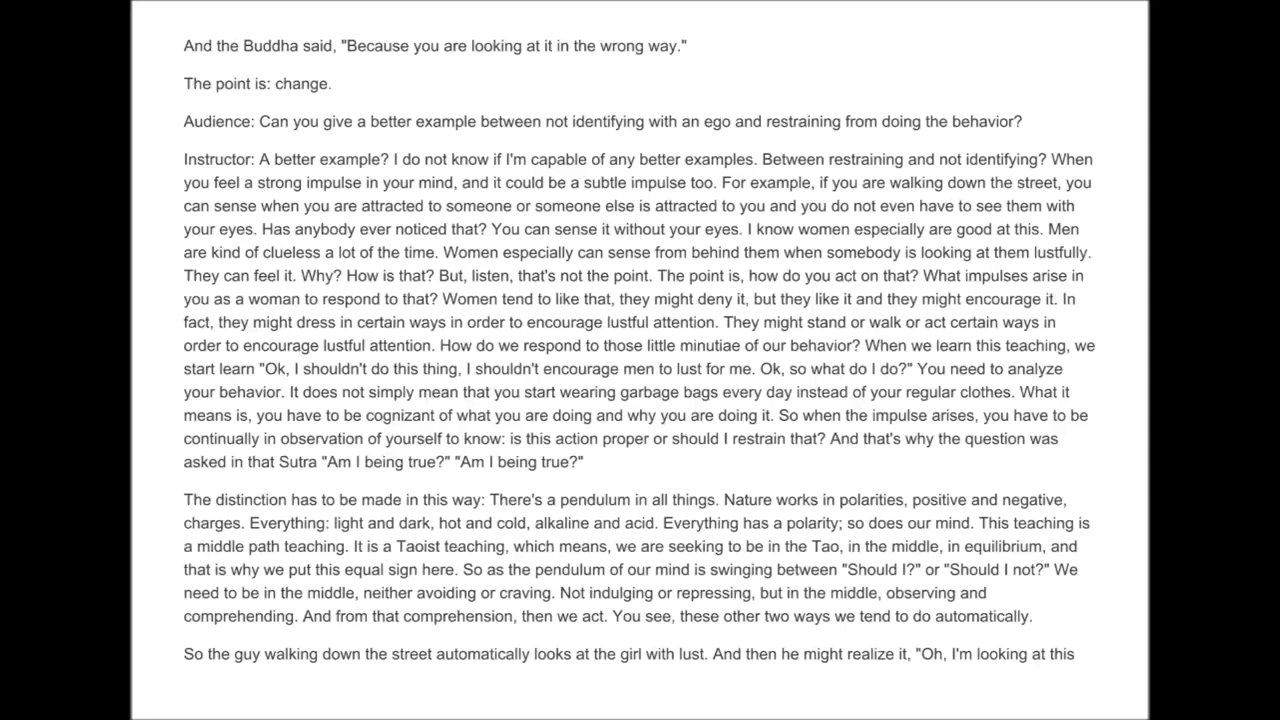 And the Buddha said, "Because you are looking at it in the wrong way."
The point is: change.
Audience: Can you give a better example between not identifying with an ego and restraining from doing the behavior?
Instructor: A better example? I do not know if I'm capable of any better examples. Between restraining and not identifying? When
you feel a strong impulse in your mind, and it could be a subtle impulse too. For example, if you are walking down the street, you
can sense when you are attracted to someone or someone else is attracted to you and you do not even have to see them with
your eyes. Has anybody ever noticed that? You can sense it without your eyes. I know women especially are good at this. Men
are kind of clueless a lot of the time. Women especially can sense from behind them when somebody is looking at them lustfully.
They can feel it. Why? How is that? But, listen, that's not the point. The point is, how do you act on that? What impulses arise in
you as a woman to respond to that? Women tend to like that, they might deny it, but they like it and they might encourage it. In
fact, they might dress in certain ways in order to encourage lustful attention. They might stand or walk or act certain ways in
order to encourage lustful attention. How do we respond to those little minutiae of our behavior? When we learn this teaching, we
start learn "Ok, I shouldn't do this thing, I shouldn't encourage men to lust for me. Ok, so what do I do?" You need to analyze
your behavior. It does not simply mean that you start wearing garbage bags every day instead of your regular clothes. What it
means is, you have to be cognizant of what you are doing and why you are doing it. So when the impulse arises, you have to be
continually in observation of yourself to know: is this action proper or should I restrain that? And that's why the question was
asked in that Sutra "Am I being true?" "Am I being true?"
The distinction has to be made in this way: There's a pendulum in all things. Nature works in polarities, positive and negative,
charges. Everything: light and dark, hot and cold, alkaline and acid. Everything has a polarity; so does our mind. This teaching is
a middle path teaching. It is a Taoist teaching, which means, we are seeking to be in the Tao, in the middle, in equilibrium, and
that is why we put this equal sign here. So as the pendulum of our mind is swinging between "Should I?" or "Should I not?" We
need to be in the middle, neither avoiding or craving. Not indulging or repressing, but in the middle, observing and
comprehending. And from that comprehension, then we act. You see, these other two ways we tend to do automatically.
So the guy walking down the street automatically looks at the girl with lust. And then he might realize it, "Oh, I'm looking at this